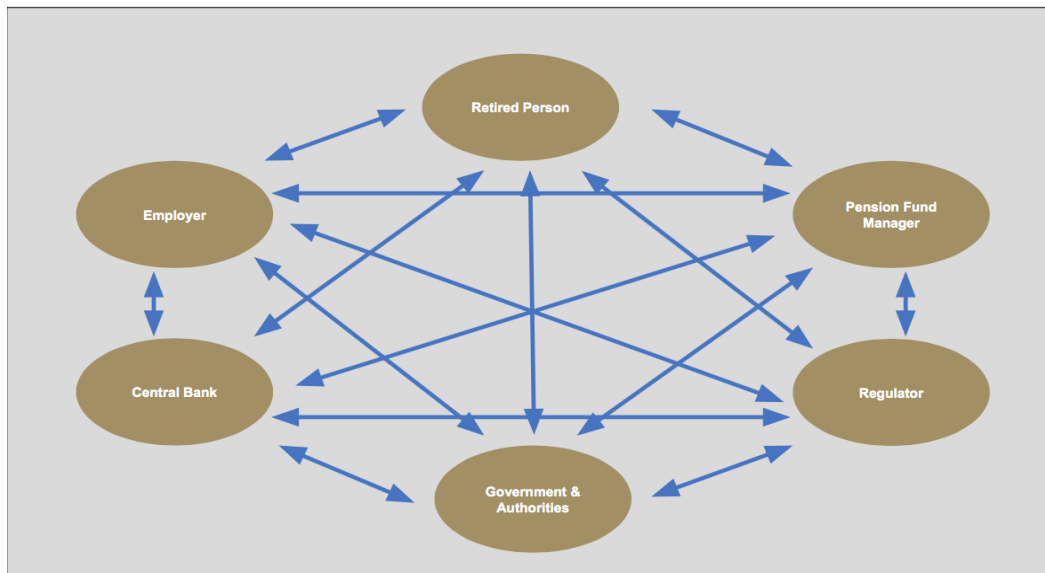 Retired Person
Employer
Pension Fund
Manager
Central Bank
Regulator
Government &
Authorities